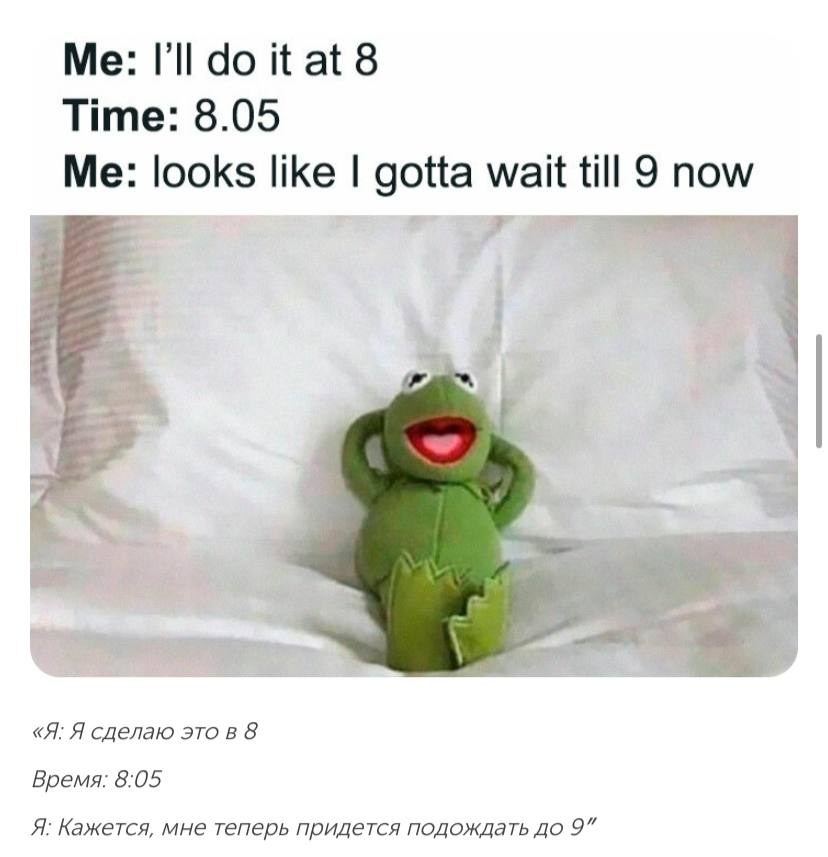 Me: I’ll do it at 8
Time: 8.05
Me: looks like I gotta wait till 9 now
«Я: Я сделаю это в 8
Время: 8:05
Я: Кажется, мне теперь придется подождать до 9″